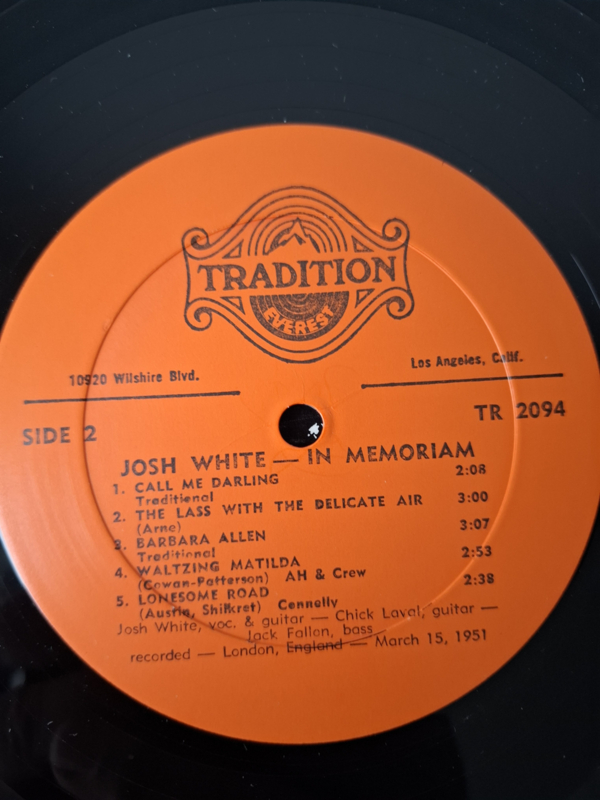 TRADITION
EVEREST
10920 Wilshire Blvd.
Los Angeles, Calif.
SIDE 2
TR 2094
JOSH WHITE — IN MEMORIAM
1. CALL ME DARLING 2:08
Traditional
2. THE LASS WITH THE DELICATE AIR 3:00
(Arne)
3. BARBARA ALLEN 3:07
Traditional
4. WALTZING MATILDA 2:53
(Cowan-Patterson) AH & Crew
5. LONESOME ROAD 2:38
(Austin, Shilkret) Connelly
Josh White, voc. & guitar — Chick Laval, guitar —
Jack Fallon, bass
recorded — London, England — March 15, 1951